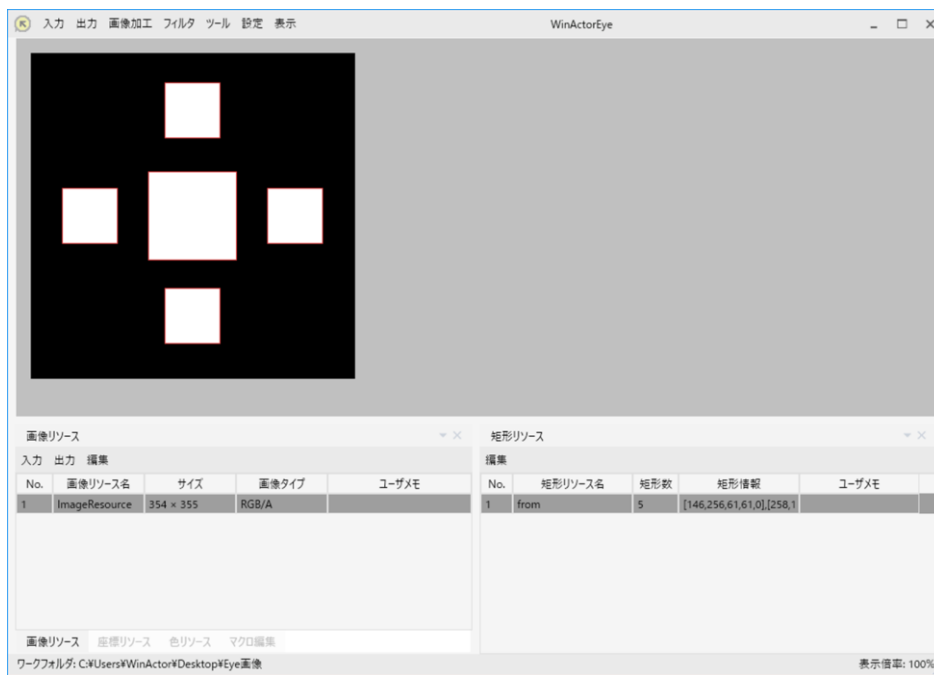 入力 出力 画像加工 フィルタ ツール 設定 表示 WinActorEye
画像リソース
入力 出力 編集
No. 画像リソース名 サイズ 画像タイプ ユーザメモ
1 ImageResource 354 × 355 RGB/A
矩形リソース
編集
No. 矩形リソース名 矩形数 矩形情報 ユーザメモ
1 from 5 [146,256,61,61,0],[258,1
画像リソース 座標リソース 色リソース マクロ編集
ワークフォルダ: C:¥Users¥WinActor¥Desktop¥Eye画像 表示倍率: 100%